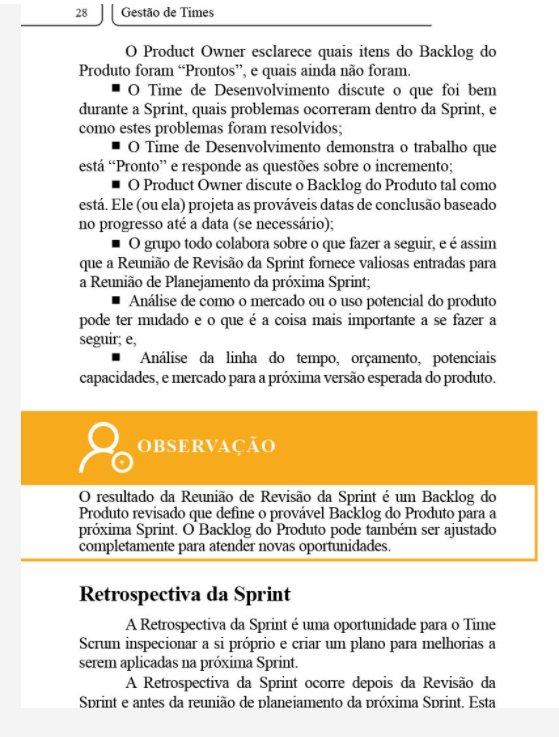 28 Gestão de Times
O Product Owner esclarece quais itens do Backlog do
Produto foram “Prontos”, e quais ainda não foram.
■ O Time de Desenvolvimento discute o que foi bem
durante a Sprint, quais problemas ocorreram dentro da Sprint, e
como estes problemas foram resolvidos;
■ O Time de Desenvolvimento demonstra o trabalho que
está “Pronto” e responde as questões sobre o incremento;
■ O Product Owner discute o Backlog do Produto tal como
está. Ele (ou ela) projeta as prováveis datas de conclusão baseado
no progresso até a data (se necessário);
■ O grupo todo colabora sobre o que fazer a seguir, e é assim
que a Reunião de Revisão da Sprint fornece valiosas entradas para
a Reunião de Planejamento da próxima Sprint;
■ Análise de como o mercado ou o uso potencial do produto
pode ter mudado e o que é a coisa mais importante a se fazer a
seguir; e,
■ Análise da linha do tempo, orçamento, potenciais
capacidades, e mercado para a próxima versão esperada do produto.
OBSERVAÇÃO
O resultado da Reunião de Revisão da Sprint é um Backlog do
Produto revisado que define o provável Backlog do Produto para a
próxima Sprint. O Backlog do Produto pode também ser ajustado
completamente para atender novas oportunidades.
Retrospectiva da Sprint
A Retrospectiva da Sprint é uma oportunidade para o Time
Scrum inspecionar a si próprio e criar um plano para melhorias a
serem aplicadas na próxima Sprint.
A Retrospectiva da Sprint ocorre depois da Revisão da
Sprint e antes da reunião de planejamento da próxima Sprint. Esta